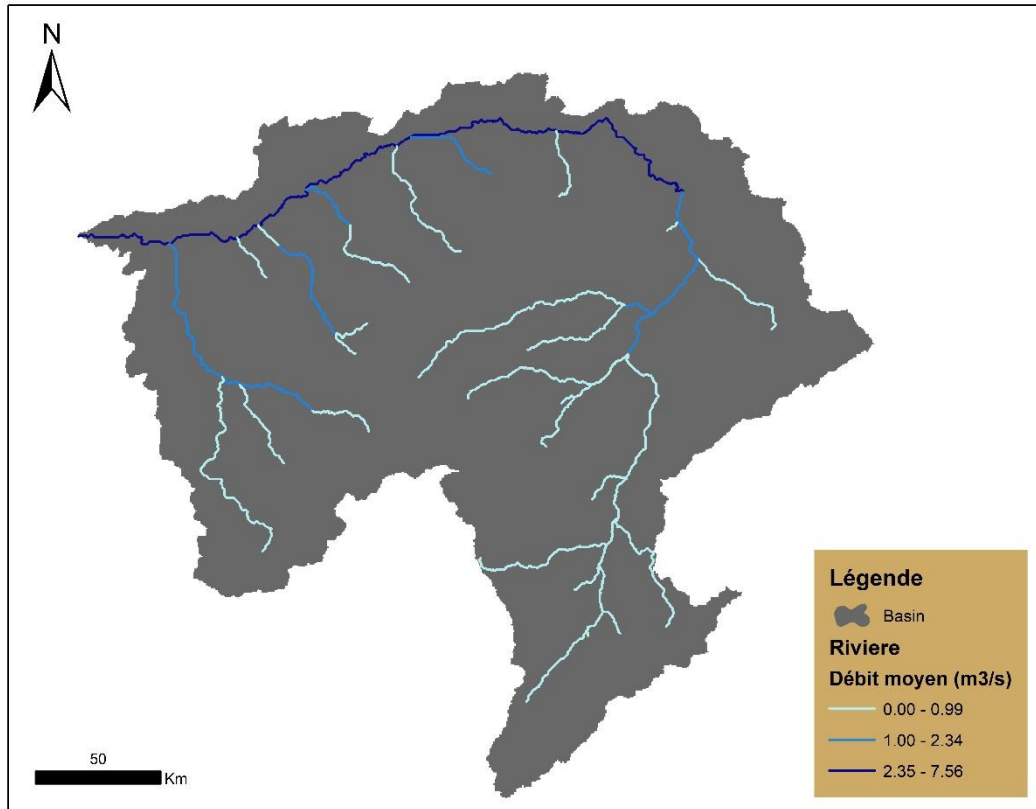 N
Légende
Basin
Riviere
Débit moyen (m3/s)
0.00 - 0.99
1.00 - 2.34
2.35 - 7.56
50
Km